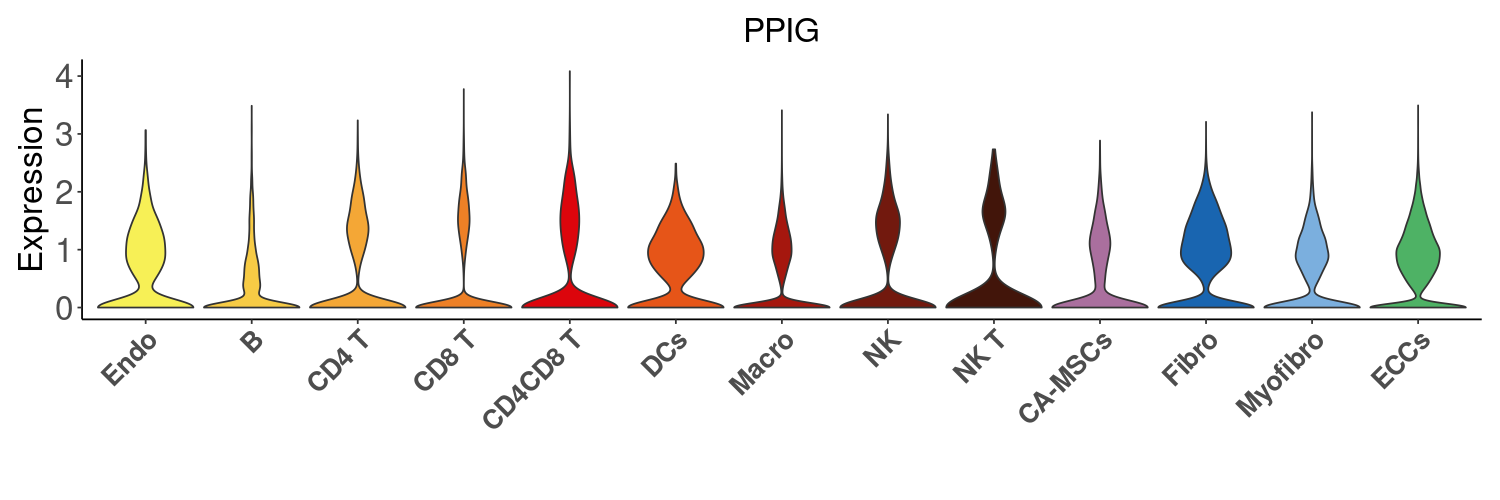 PPIG
Expression
4
3
2
1
0
Endo
B
CD4 T
CD8 T
CD4CD8 T
DCs
Macro
NK
NK T
CA-MSCs
Fibro
Myofibro
ECCs